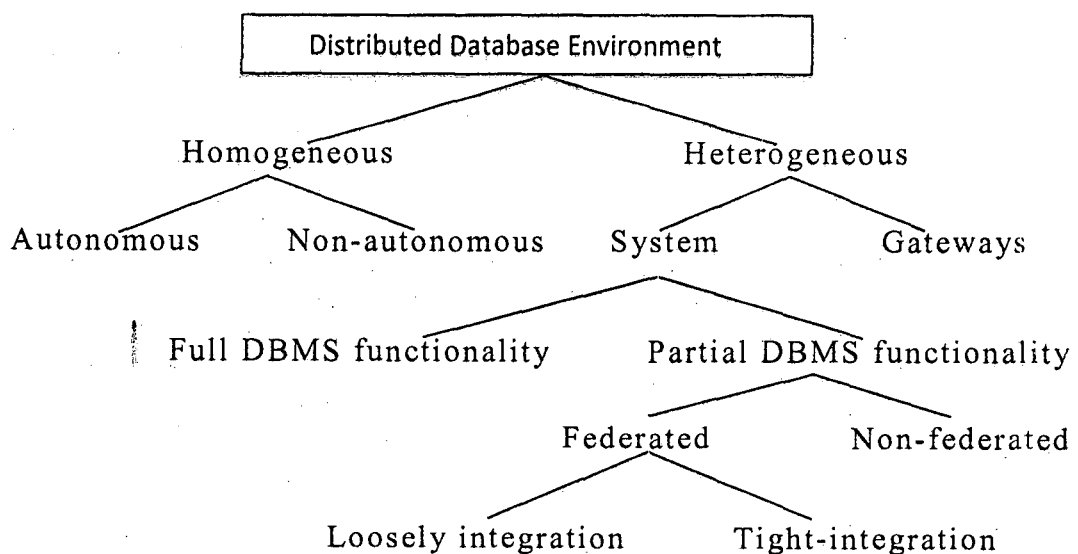 Distributed Database Environment
Homogeneous Heterogeneous
Autonomous Non-autonomous System Gateways
Full DBMS functionality Partial DBMS functionality
Federated Non-federated
Loosely integration Tight-integration